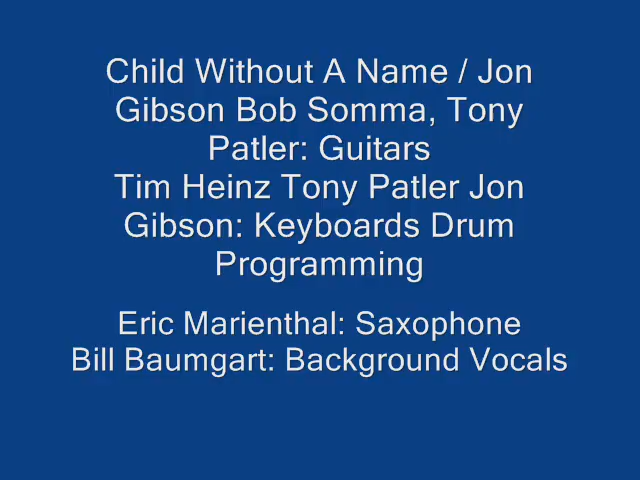 Child Without A Name / Jon
Gibson Bob Somma, Tony
Patler: Guitars
Tim Heinz Tony Patler Jon
Gibson: Keyboards Drum
Programming
Eric Marienthal: Saxophone
Bill Baumgart: Background Vocals